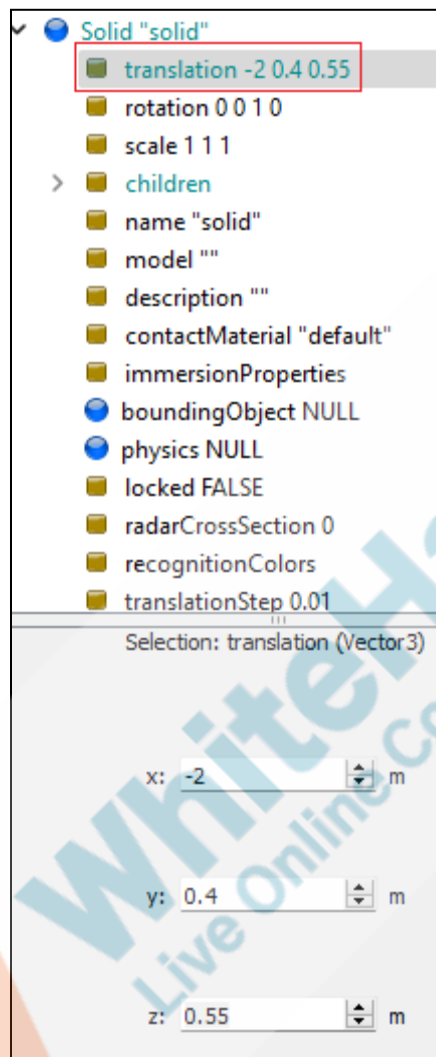 Solid "solid"
translation -2 0.4 0.55
rotation 0 0 1 0
scale 1 1 1
children
name "solid"
model ""
description ""
contactMaterial "default"
immersionProperties
boundingObject NULL
physics NULL
locked FALSE
radarCrossSection 0
recognitionColors
translationStep 0.01
Selection: translation (Vector3)
x: -2 m
y: 0.4 m
z: 0.55 m
Live Online